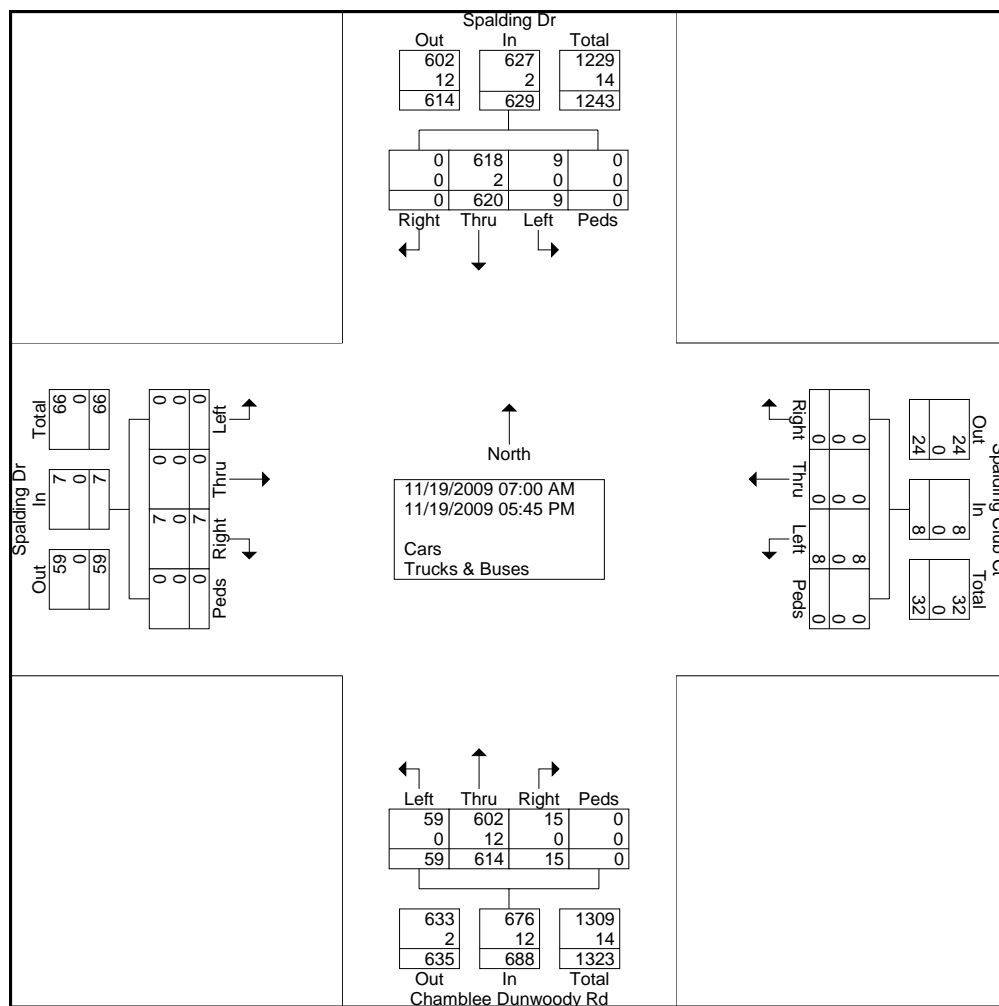 Spalding Dr
Out In Total
602 627 1229
12 2 14
614 629 1243
0 618 9 0
0 2 0 0
0 620 9 0
Right Thru Left Peds
Spalding Dr
Total In Out
66 7 59
0 0 0
66 7 59
0 0 7 0
0 0 0 0
0 0 7 0
Left Thru Right Peds
North
11/19/2009 07:00 AM
11/19/2009 05:45 PM
Cars
Trucks & Buses
Right Thru Left Peds
0 0 8 0
0 0 0 0
0 0 8 0
24 8 32
0 0 0
24 8 32
Out In Total
Spalding Club Ct
Left Thru Right Peds
59 602 15 0
0 12 0 0
59 614 15 0
633 676 1309
2 12 14
635 688 1323
Out In Total
Chamblee Dunwoody Rd